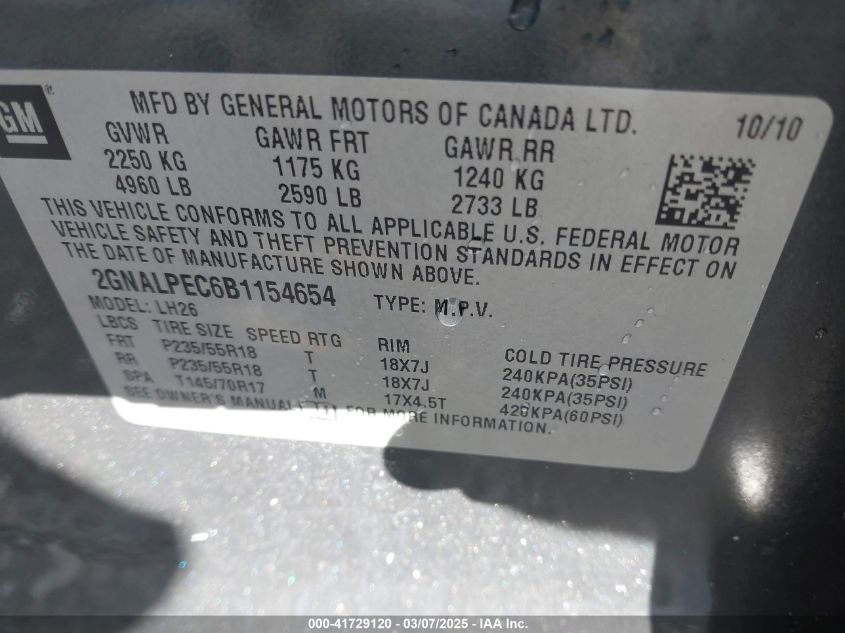 GM®
MFD BY GENERAL MOTORS OF CANADA LTD. 10/10
GVWR GAWR FRT GAWR RR
2250 KG 1175 KG 1240 KG
4960 LB 2590 LB 2733 LB
THIS VEHICLE CONFORMS TO ALL APPLICABLE U.S. FEDERAL MOTOR
VEHICLE SAFETY AND THEFT PREVENTION STANDARDS IN EFFECT ON
THE DATE OF MANUFACTURE SHOWN ABOVE.
2GNALPEC6B1154654 TYPE: M.P.V.
MODEL: LH26
LBCS TIRE SIZE SPEED RTG RIM COLD TIRE PRESSURE
FRT P235/55R18 T 18X7J 240KPA(35PSI)
RR P235/55R18 T 18X7J 240KPA(35PSI)
SPA T145/70R17 M 17X4.5T 420KPA(60PSI)
SEE OWNER'S MANUAL FOR MORE INFORMATION.
000-41729120 — 03/07/2025 — IAA Inc.